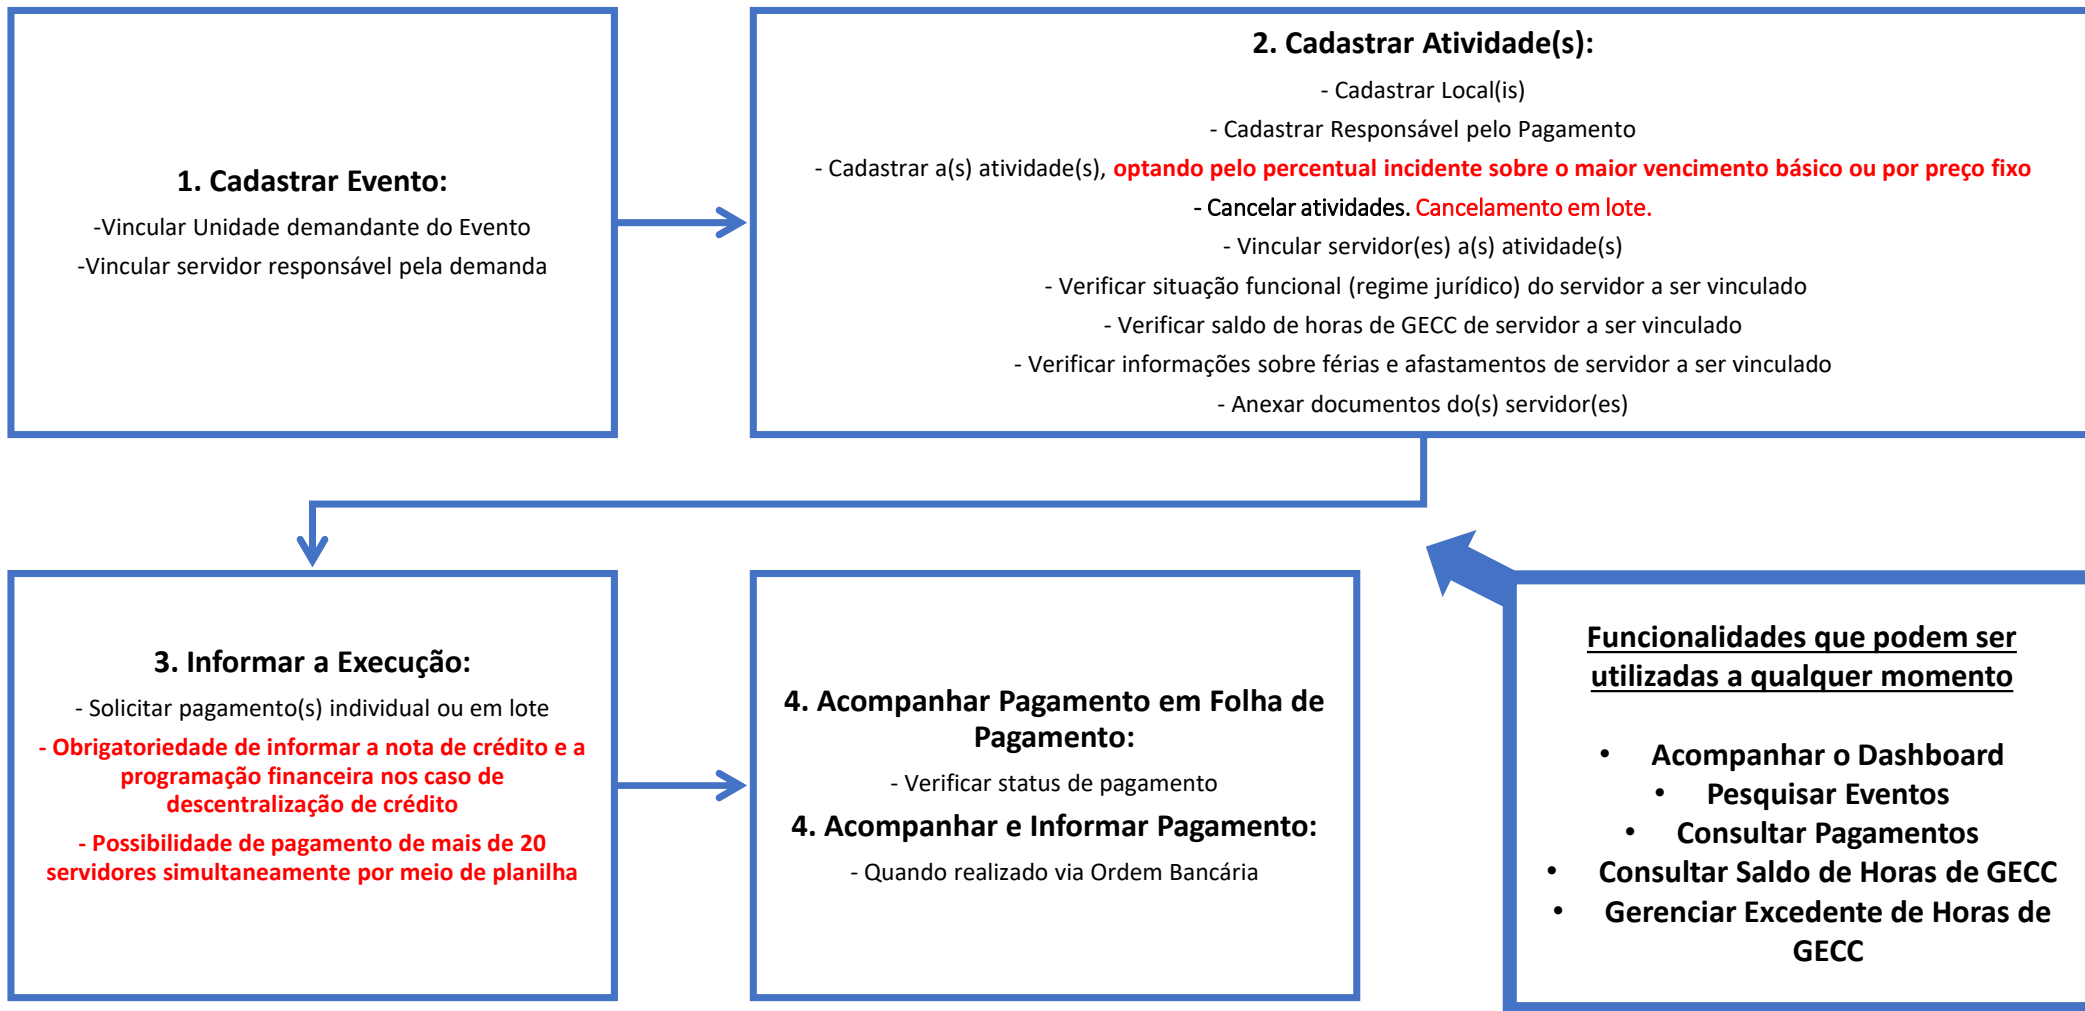 1. Cadastrar Evento:
-Vincular Unidade demandante do Evento
-Vincular servidor responsável pela demanda
2. Cadastrar Atividade(s):
- Cadastrar Local(is)
- Cadastrar Responsável pelo Pagamento
- Cadastrar a(s) atividade(s), optando pelo percentual incidente sobre o maior vencimento básico ou por preço fixo
- Cancelar atividades. Cancelamento em lote.
- Vincular servidor(es) a(s) atividade(s)
- Verificar situação funcional (regime jurídico) do servidor a ser vinculado
- Verificar saldo de horas de GECC de servidor a ser vinculado
- Verificar informações sobre férias e afastamentos de servidor a ser vinculado
- Anexar documentos do(s) servidor(es)
3. Informar a Execução:
- Solicitar pagamento(s) individual ou em lote
- Obrigatoriedade de informar a nota de crédito e a
programação financeira nos caso de
descentralização de crédito
- Possibilidade de pagamento de mais de 20
servidores simultaneamente por meio de planilha
4. Acompanhar Pagamento em Folha de
Pagamento:
- Verificar status de pagamento
4. Acompanhar e Informar Pagamento:
- Quando realizado via Ordem Bancária
Funcionalidades que podem ser
utilizadas a qualquer momento
• Acompanhar o Dashboard
• Pesquisar Eventos
• Consultar Pagamentos
• Consultar Saldo de Horas de GECC
• Gerenciar Excedente de Horas de
GECC